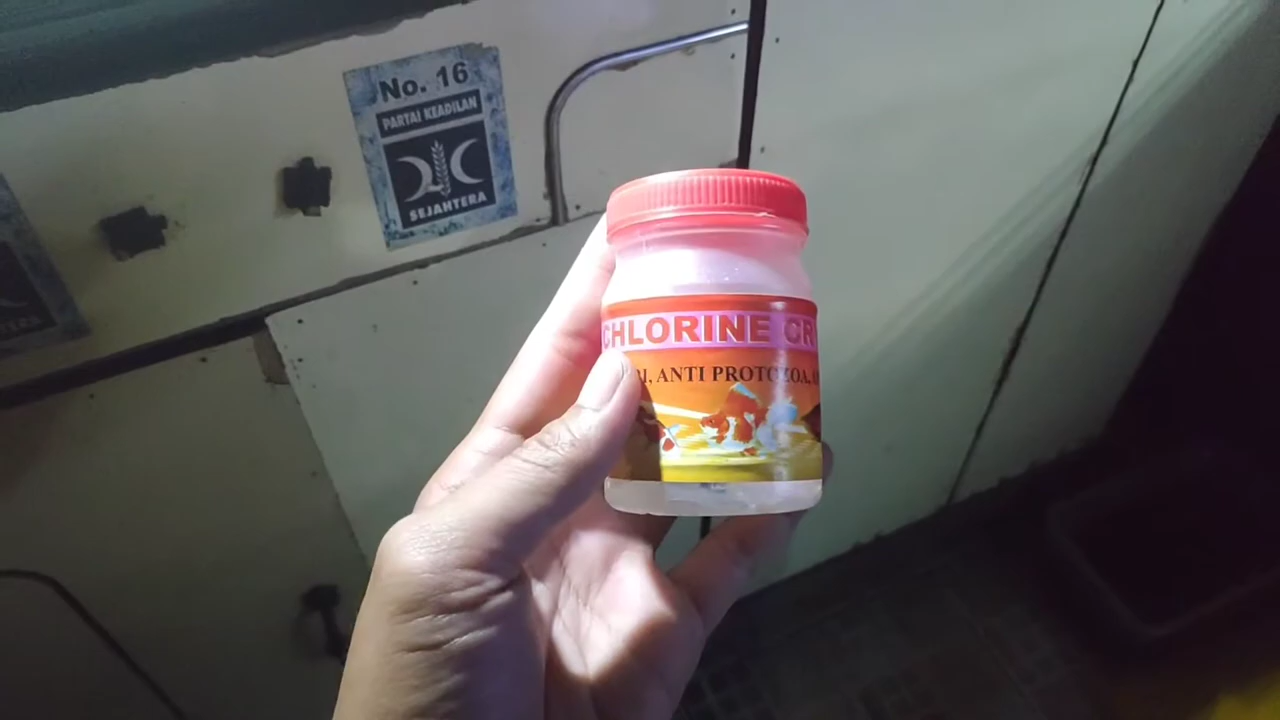 No. 16
PARTAI KEADILAN
SEJAHTERA
CHLORINE CR
ANTI PROTOZOA,